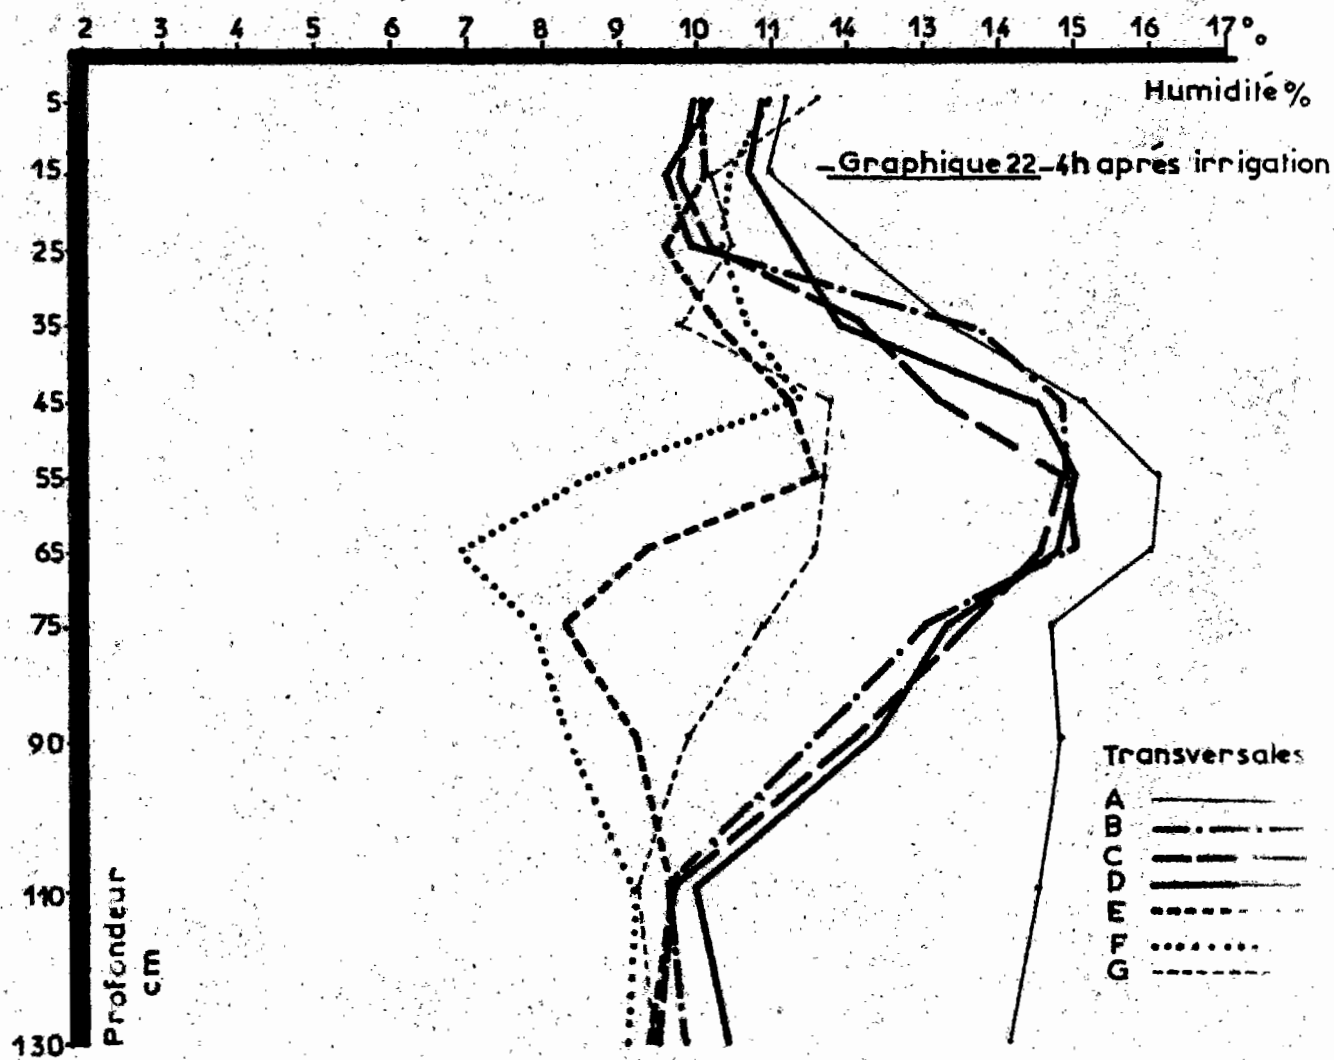 2 3 4 5 6 7 8 9 10 11 14 13 14 15 16 17%
Humidité %
5
15
Graphique 22 - 4h aprés irrigation
25
35
45
55
65
75
90
110
130
Transversales
A
B
C
D
E
F
G
Profondeur
cm